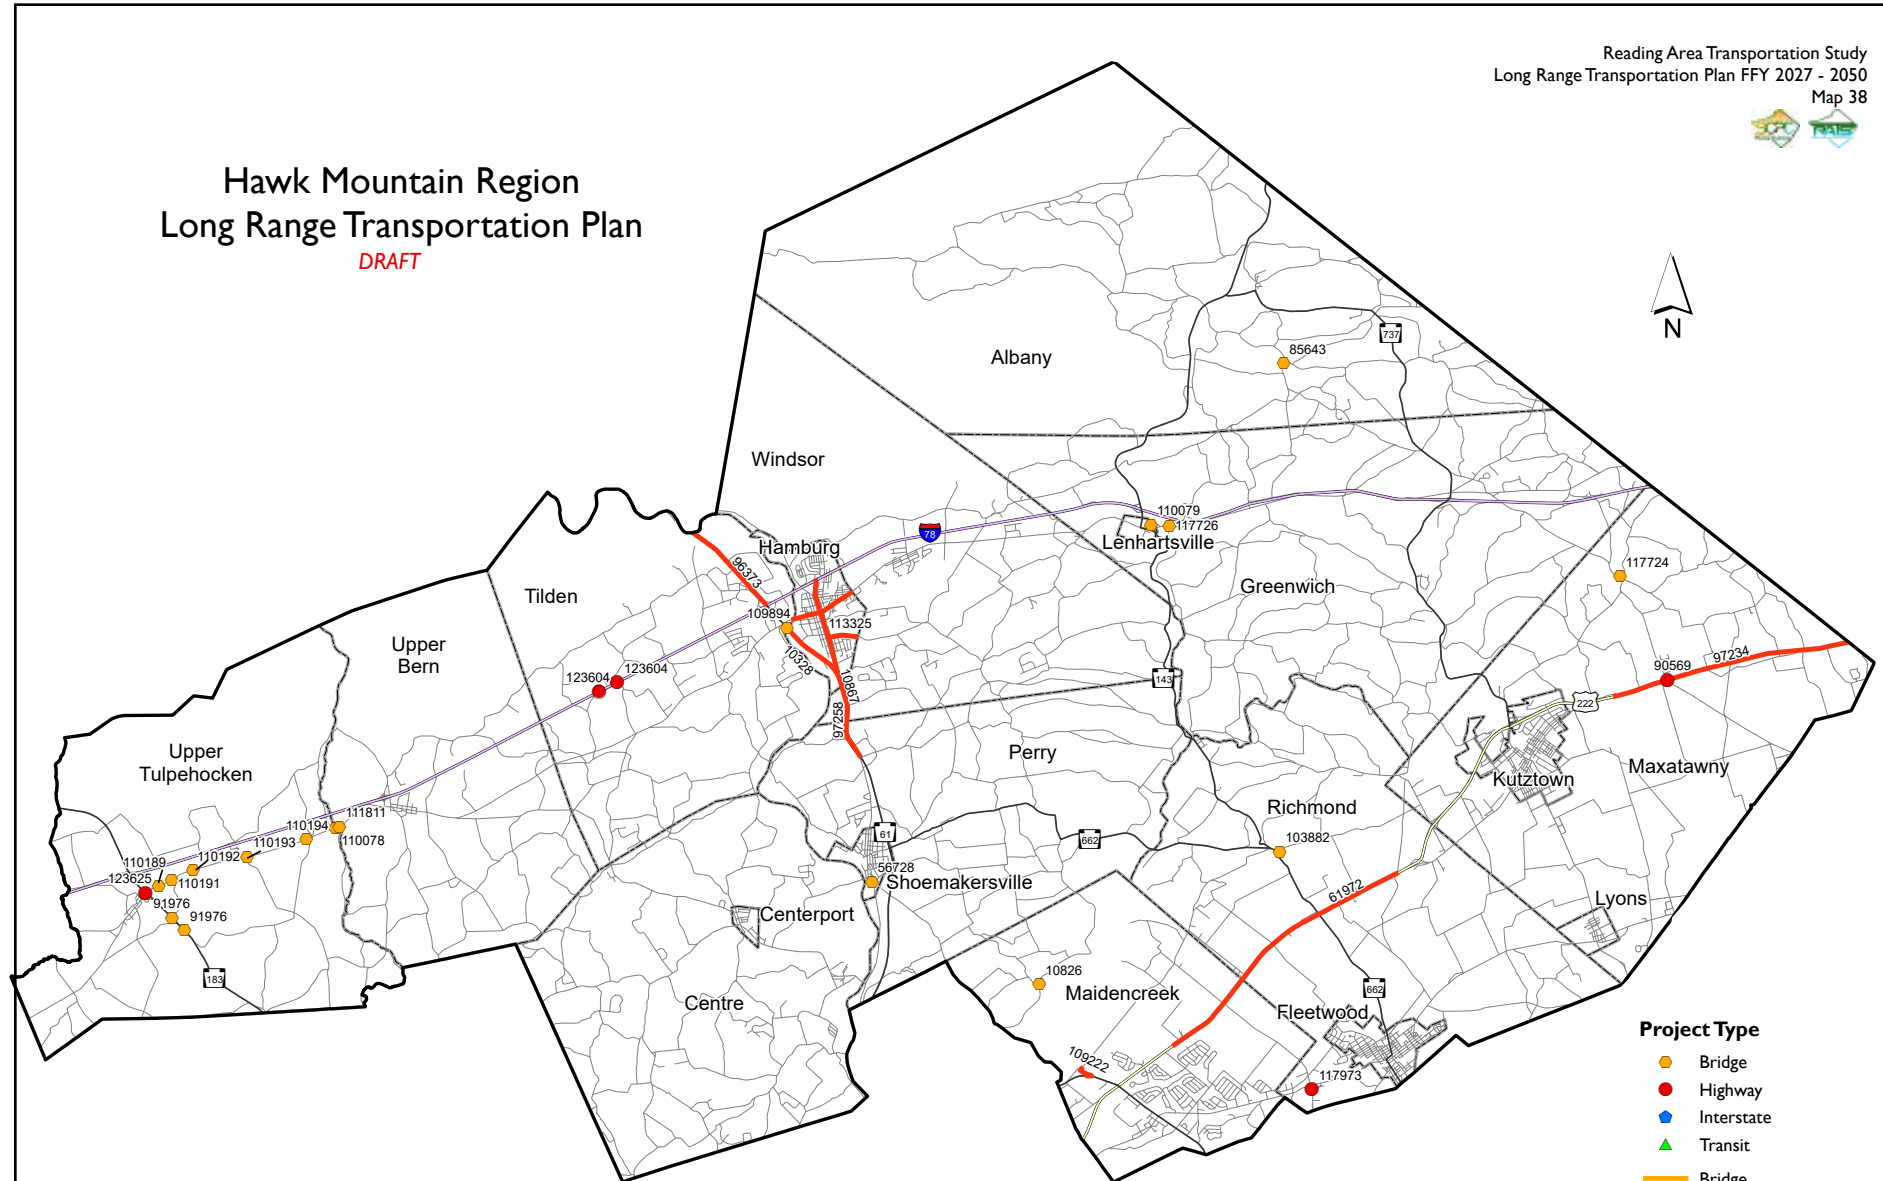 Reading Area Transportation Study
Long Range Transportation Plan FFY 2027 - 2050
Map 38
BCPC
RATS
Hawk Mountain Region
Long Range Transportation Plan
DRAFT
N
737
85643
Albany
Windsor
110079
117726
78
Lenhartsville
Hamburg
96373
117724
Greenwich
Tilden
109894
113325
Upper
Bern
10328
97234
90569
123604
123604
10867
143
222
97258
Upper
Tulpehocken
Perry
Maxatawny
Kutztown
Richmond
111811
110194
110078
61
662
103882
110193
110192
110189
110191
123625
56728
Shoemakersville
61972
Lyons
91976
91976
Centerport
183
10826
Maidencreek
662
Centre
Fleetwood
109222
117973
Project Type
Bridge
Highway
Interstate
Transit
Bridge